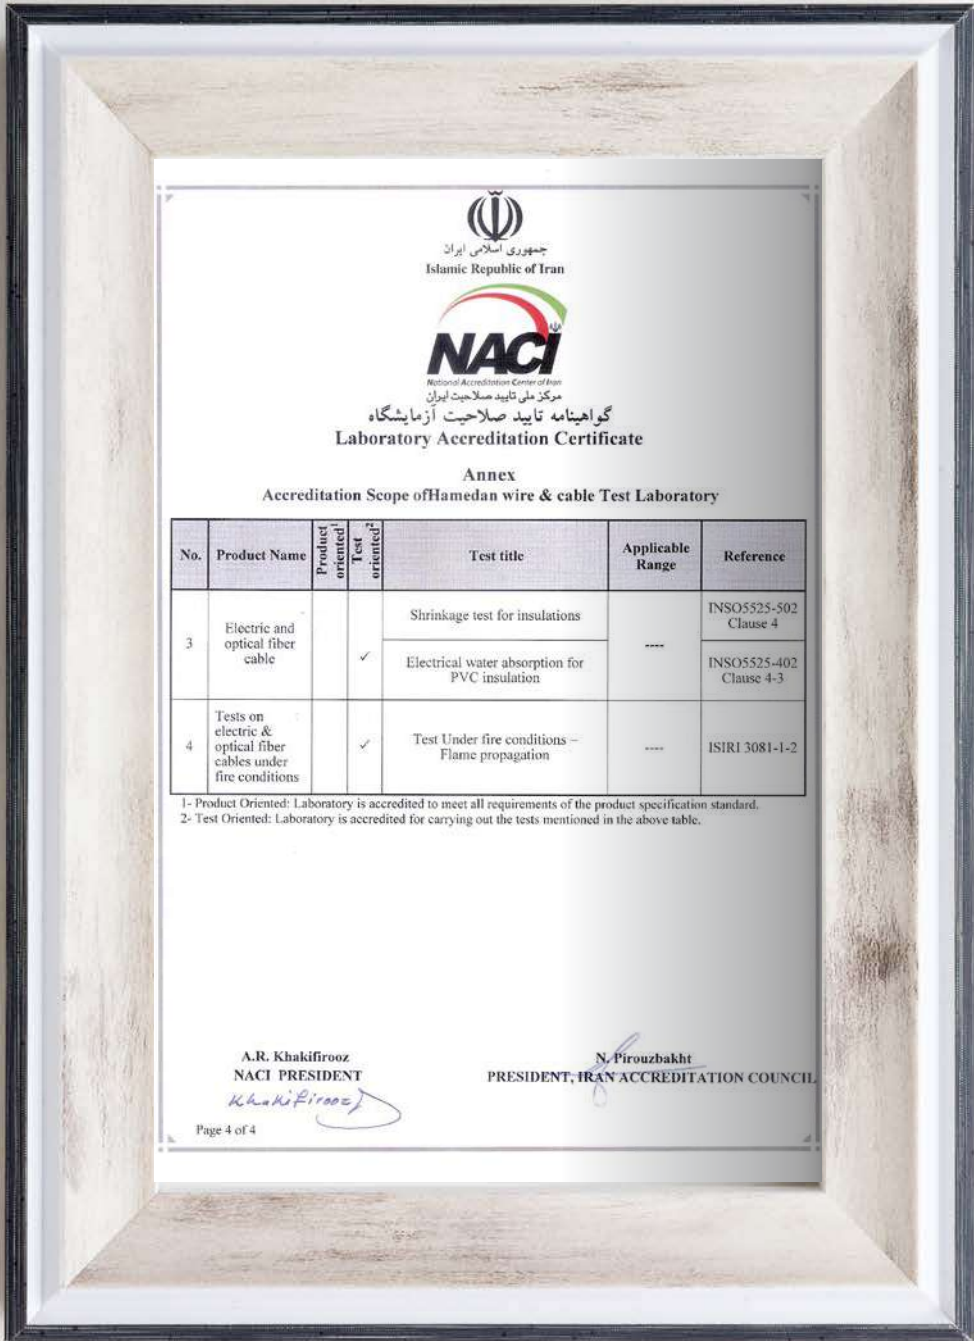 جمهوری اسلامی ایران
Islamic Republic of Iran
NACI
National Accreditation Center of Iran
مرکز ملی تایید صلاحیت ایران
گواهینامه تایید صلاحیت آزمایشگاه
Laboratory Accreditation Certificate
Annex
Accreditation Scope ofHamedan wire & cable Test Laboratory
No. Product Name Product oriented1 Test oriented2 Test title Applicable Range Reference
3 Electric and optical fiber cable ✓ Shrinkage test for insulations ---- INSO5525-502 Clause 4
Electrical water absorption for PVC insulation INSO5525-402 Clause 4-3
4 Tests on electric & optical fiber cables under fire conditions ✓ Test Under fire conditions – Flame propagation ---- ISIRI 3081-1-2
1- Product Oriented: Laboratory is accredited to meet all requirements of the product specification standard.
2- Test Oriented: Laboratory is accredited for carrying out the tests mentioned in the above table.
A.R. Khakifirooz
NACI PRESIDENT
Khakifirooz
N. Pirouzbakht
PRESIDENT, IRAN ACCREDITATION COUNCIL
Page 4 of 4